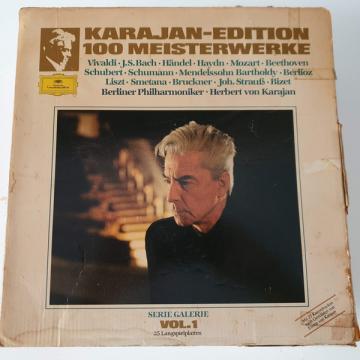 KARAJAN-EDITION
100 MEISTERWERKE
Vivaldi · J.S.Bach · Händel · Haydn · Mozart · Beethoven
Schubert · Schumann · Mendelssohn Bartholdy · Berlioz
Liszt · Smetana · Bruckner · Joh. Strauß · Bizet
Berliner Philharmoniker · Herbert von Karajan
SERIE GALERIE
VOL.1
25 Langspielplatten